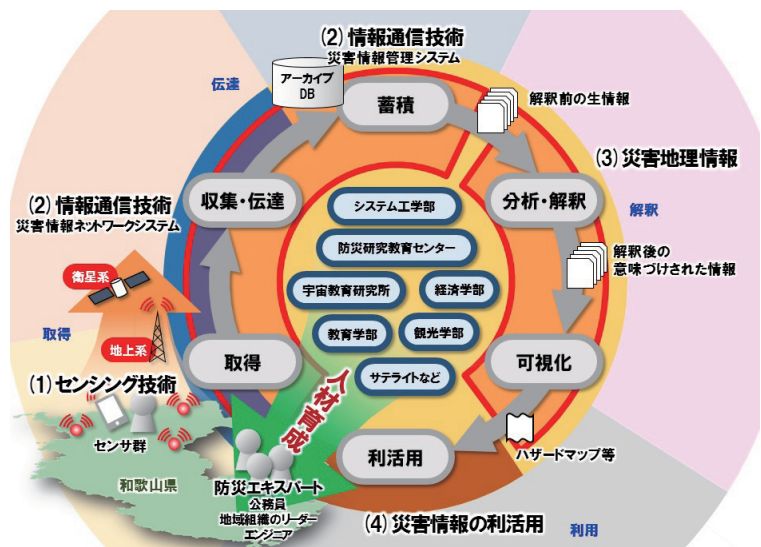 (2)情報通信技術
災害情報管理システム
アーカイブ
DB
伝達
蓄積
解釈前の生情報
(3)災害地理情報
収集・伝達
分析・解釈
解釈
(2)情報通信技術
災害情報ネットワークシステム
システム工学部
防災研究教育センター
解釈後の
意味づけされた情報
衛星系
宇宙教育研究所
経済学部
取得
地上系
教育学部
観光学部
取得
可視化
(1)センシング技術
サテライトなど
人材育成
センサ群
ハザードマップ等
利活用
和歌山県
防災エキスパート
公務員
地域組織のリーダー
エンジニア
(4)災害情報の利活用
利用